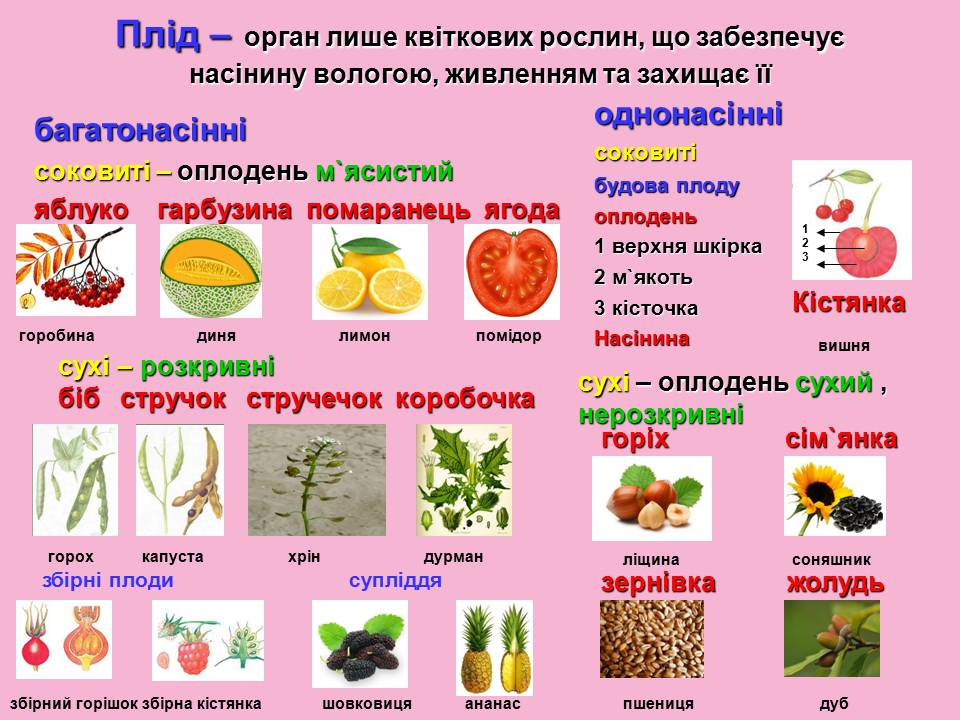 Плід – орган лише квіткових рослин, що забезпечує
насінину вологою, живленням та захищає її
багатонасінні
соковиті – оплодень м`ясистий
яблуко гарбузина помаранець ягода
горобина диня лимон помідор
сухі – розкривні
біб стручок стручечок коробочка
горох капуста хрін дурман
збірні плоди супліддя
збірний горішок збірна кістянка шовковиця ананас
однонасінні
соковиті
будова плоду
оплодень
1 верхня шкірка
2 м`якоть
3 кісточка
Насінина
1
2
3
Кістянка
вишня
сухі – оплодень сухий ,
нерозкривні
горіх сім`янка
ліщина соняшник
зернівка жолудь
пшениця дуб